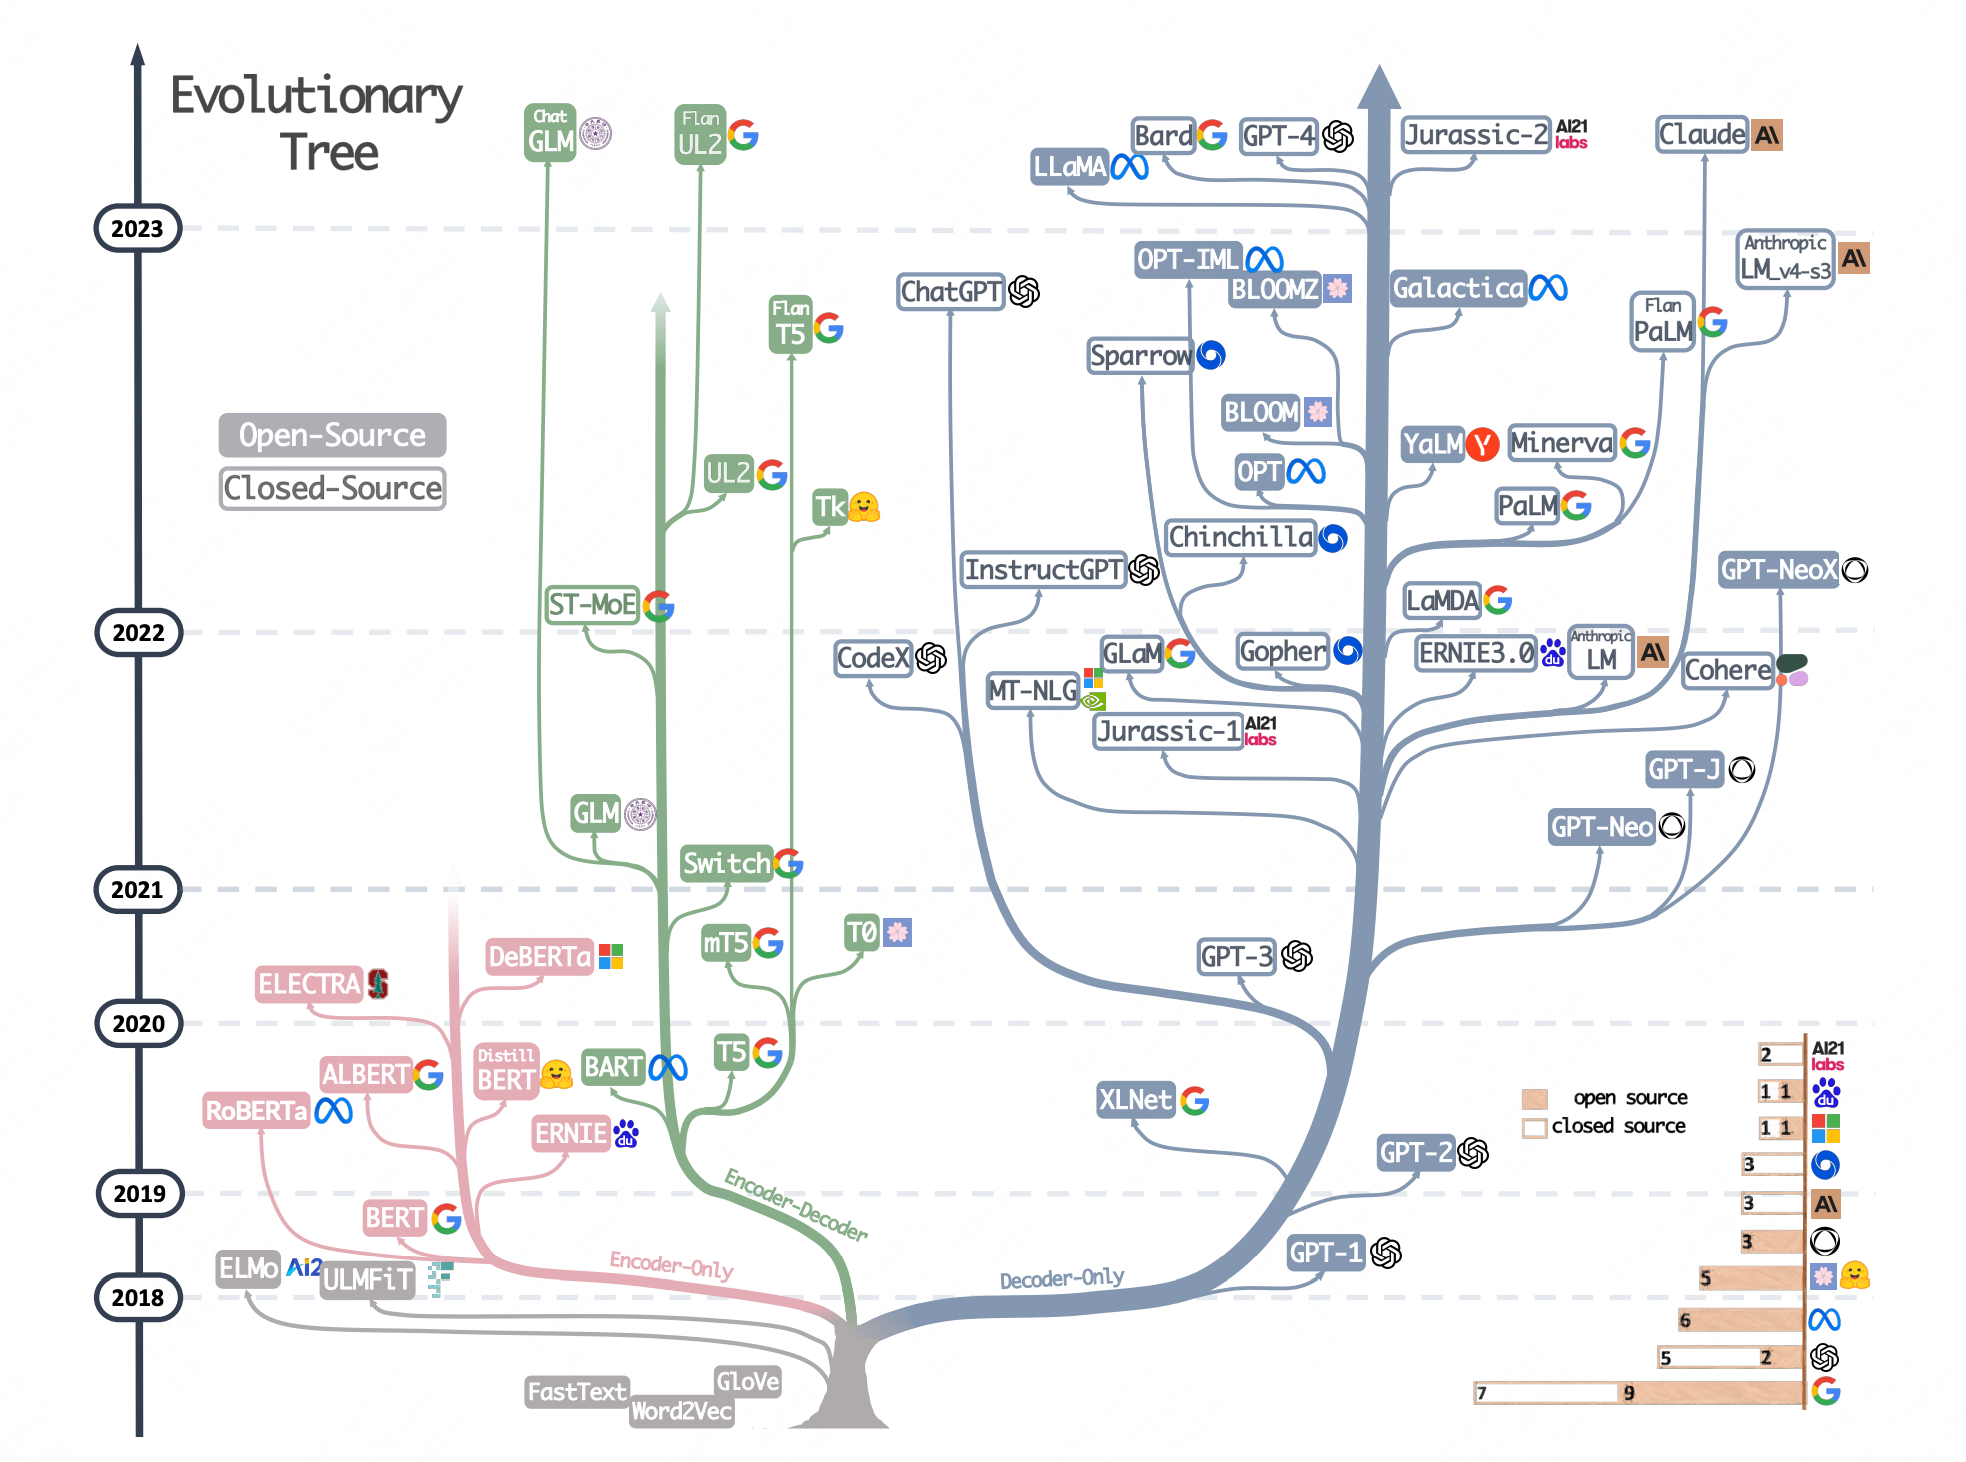 Evolutionary
Tree
2023
2022
2021
2020
2019
2018
Open-Source
Closed-Source
Chat
GLM
Flan
UL2
Flan
T5
UL2
Tk
ST-MoE
GLM
Switch
mT5
T0
T5
BART
Encoder-Decoder
DeBERTa
ELECTRA
ALBERT
Distill
BERT
RoBERTa
ERNIE
du
BERT
Encoder-Only
ELMo
AI2
ULMFiT
FastText
Word2Vec
GloVe
Bard
GPT-4
Jurassic-2
AI21
labs
Claude
A\
LLaMA
OPT-IML
BLOOMZ
Galactica
Anthropic
LM_v4-s3
A\
ChatGPT
Flan
PaLM
Sparrow
BLOOM
YaLM
Minerva
OPT
PaLM
Chinchilla
InstructGPT
GPT-NeoX
LaMDA
CodeX
GLaM
Gopher
ERNIE3.0
du
Anthropic
LM
A\
Cohere
MT-NLG
Jurassic-1
AI21
labs
GPT-J
GPT-Neo
GPT-3
XLNet
GPT-2
GPT-1
Decoder-Only
open source
closed source
2
AI21
labs
1 1
du
1 1
3
3
A\
3
5
6
5 2
7 9